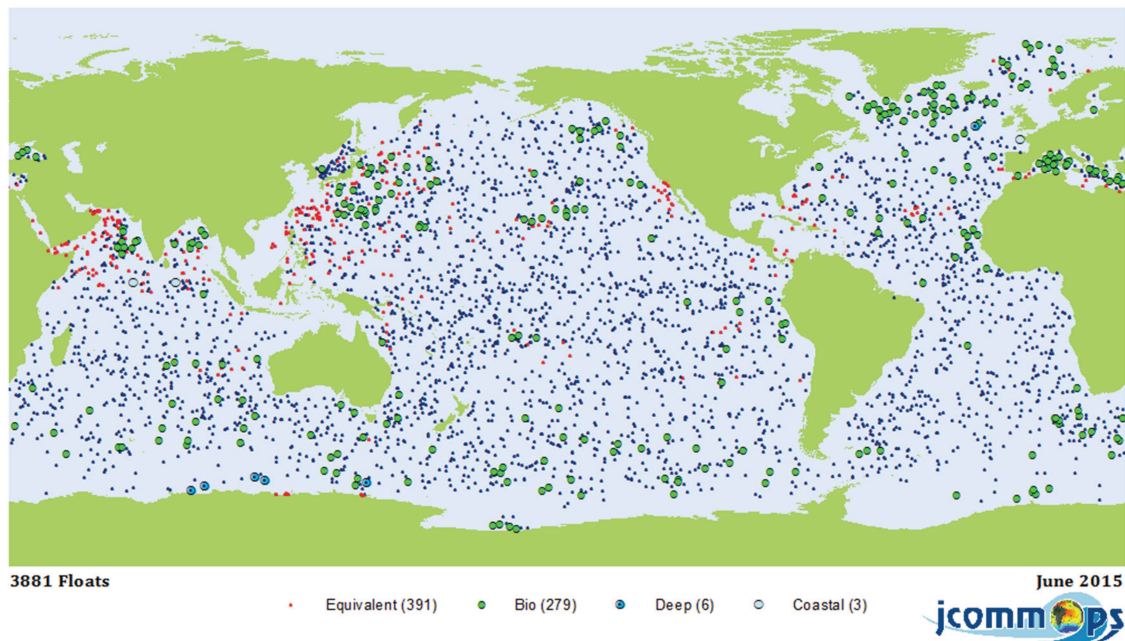 3881 Floats
June 2015
Equivalent (391)
Bio (279)
Deep (6)
Coastal (3)
jcommops